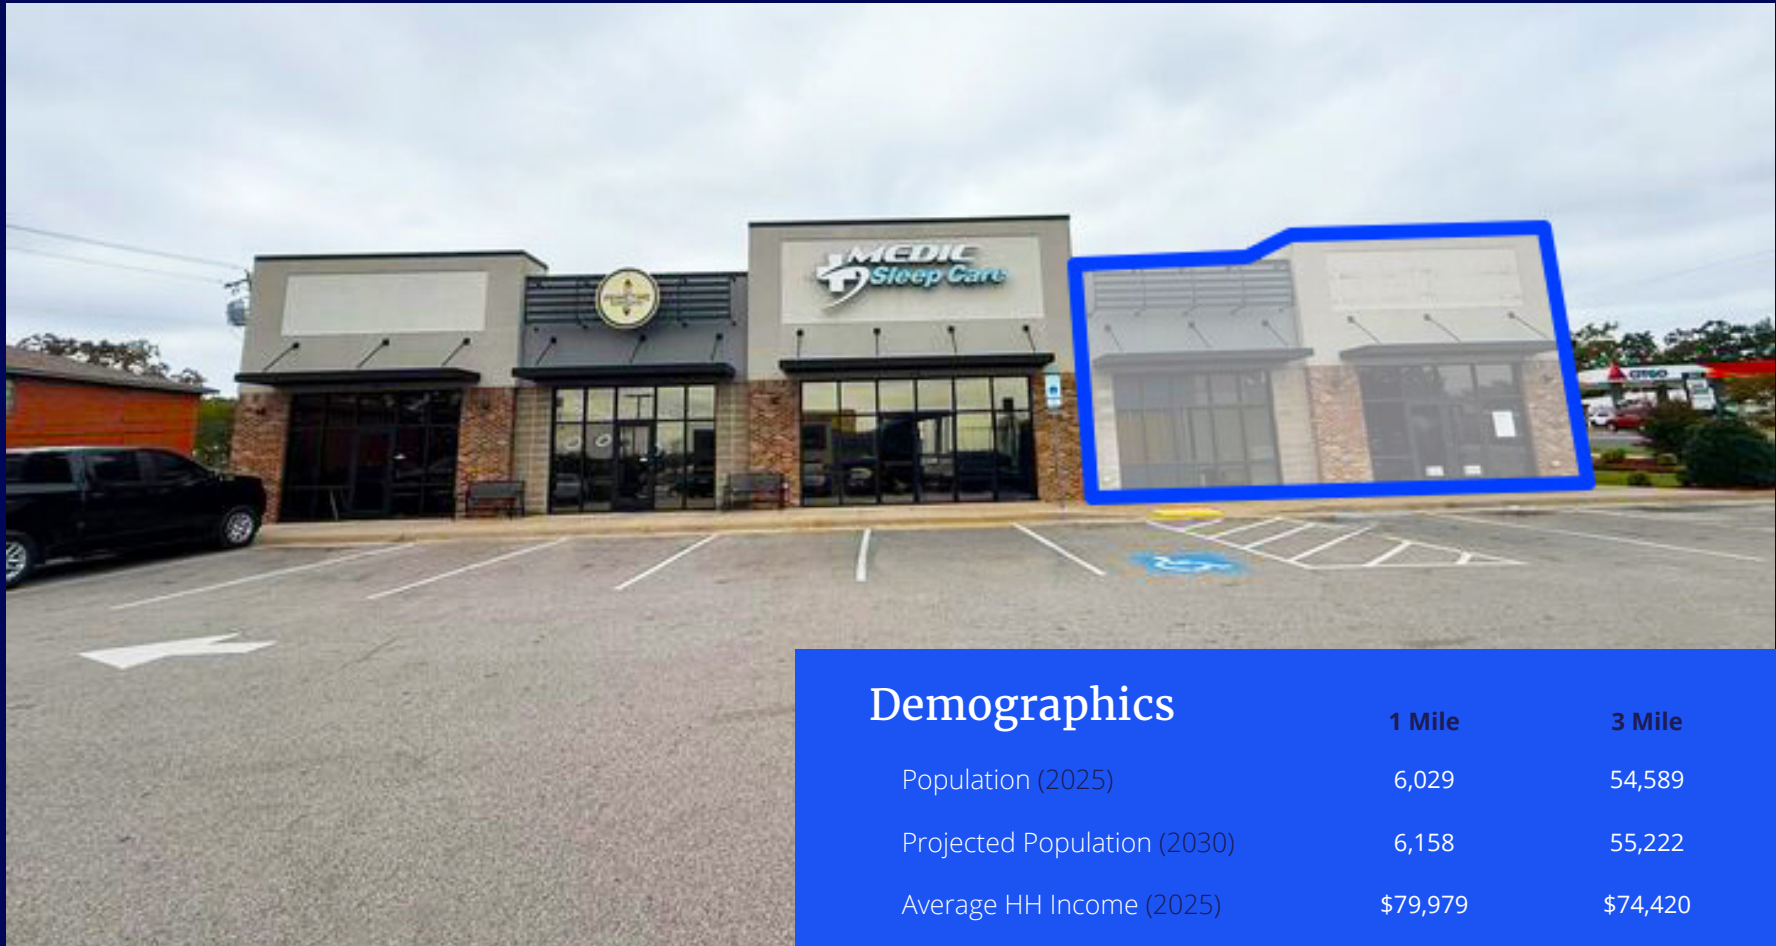 MEDIC
Sleep Care
CITGO
Demographics
1 Mile 3 Mile
Population (2025) 6,029 54,589
Projected Population (2030) 6,158 55,222
Average HH Income (2025) $79,979 $74,420